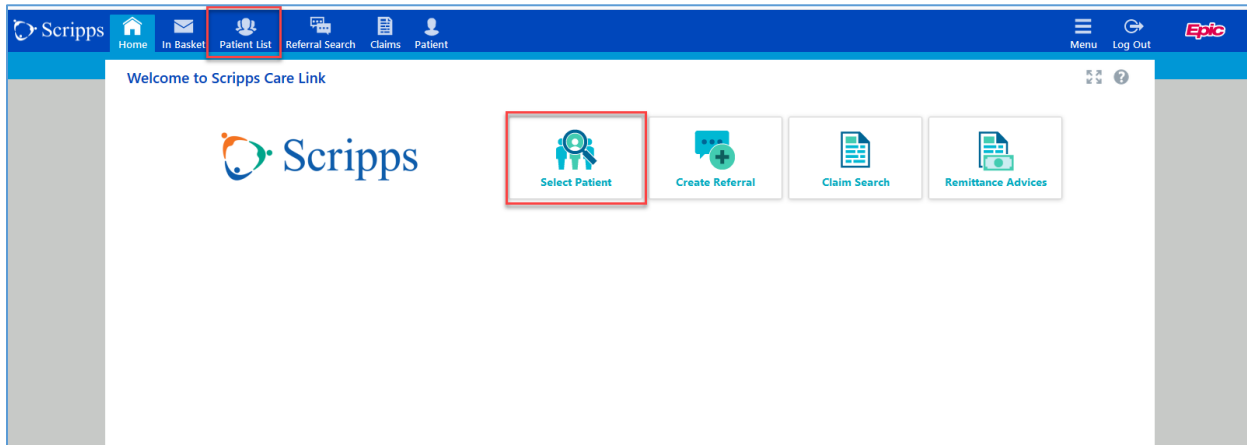 Scripps
Home In Basket Patient List Referral Search Claims Patient
Menu Log Out
Epic
Welcome to Scripps Care Link
?
Scripps
Select Patient Create Referral Claim Search Remittance Advices